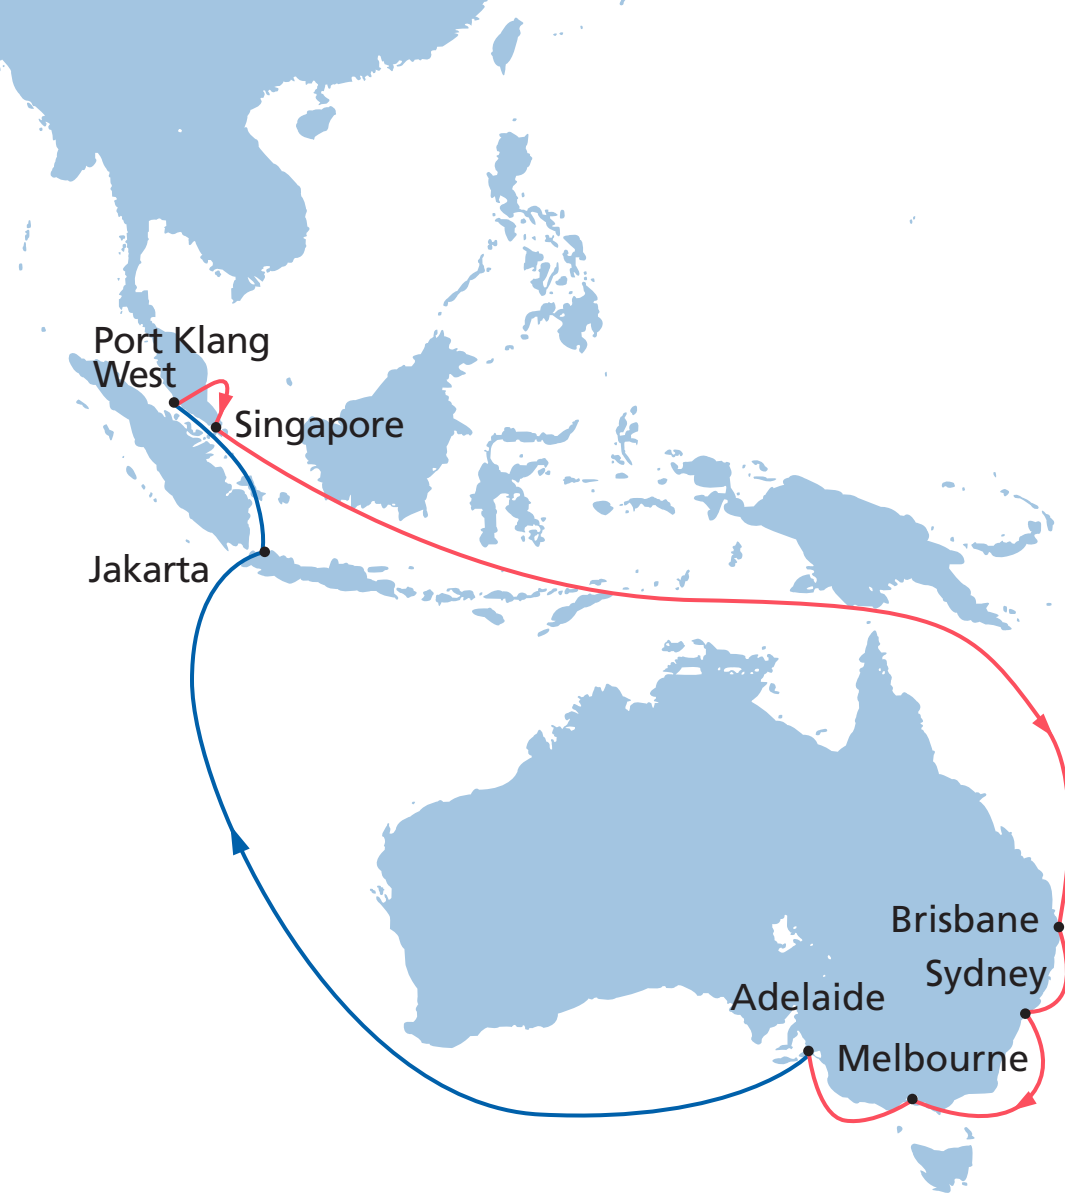 Port Klang
West
Singapore
Jakarta
Brisbane
Sydney
Adelaide
Melbourne